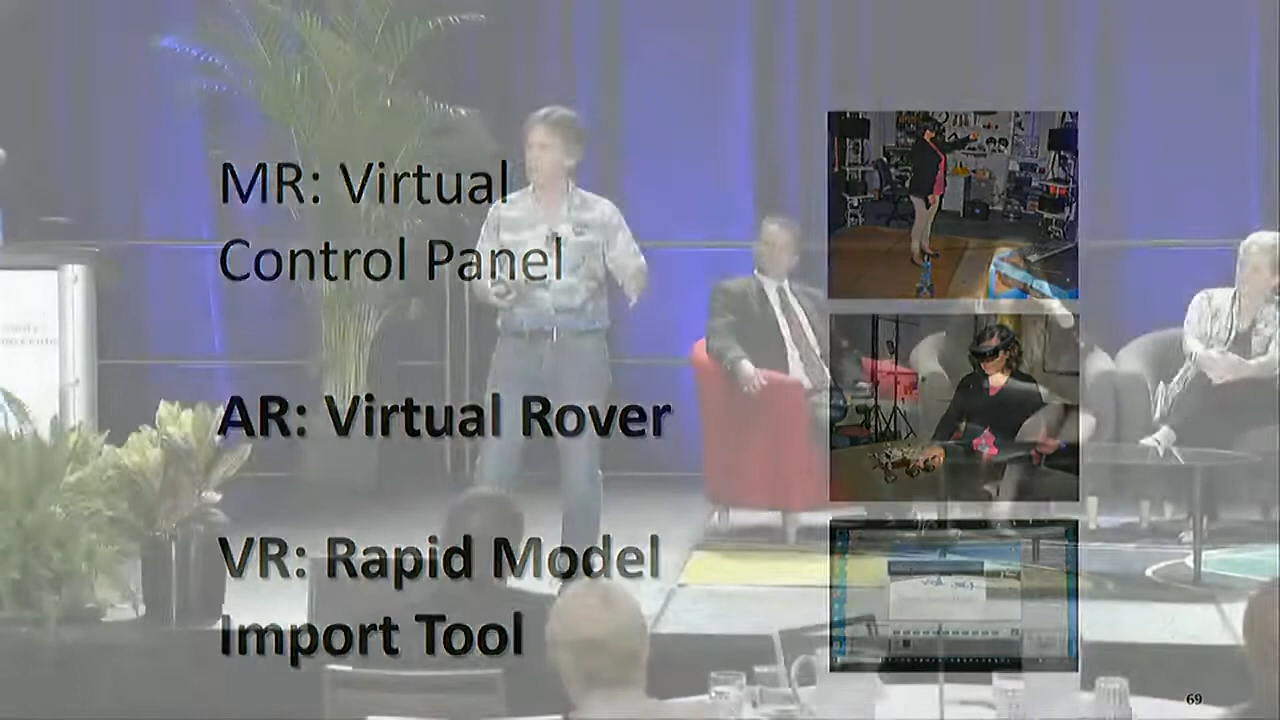 MR: Virtual
Control Panel
AR: Virtual Rover
VR: Rapid Model
Import Tool
69